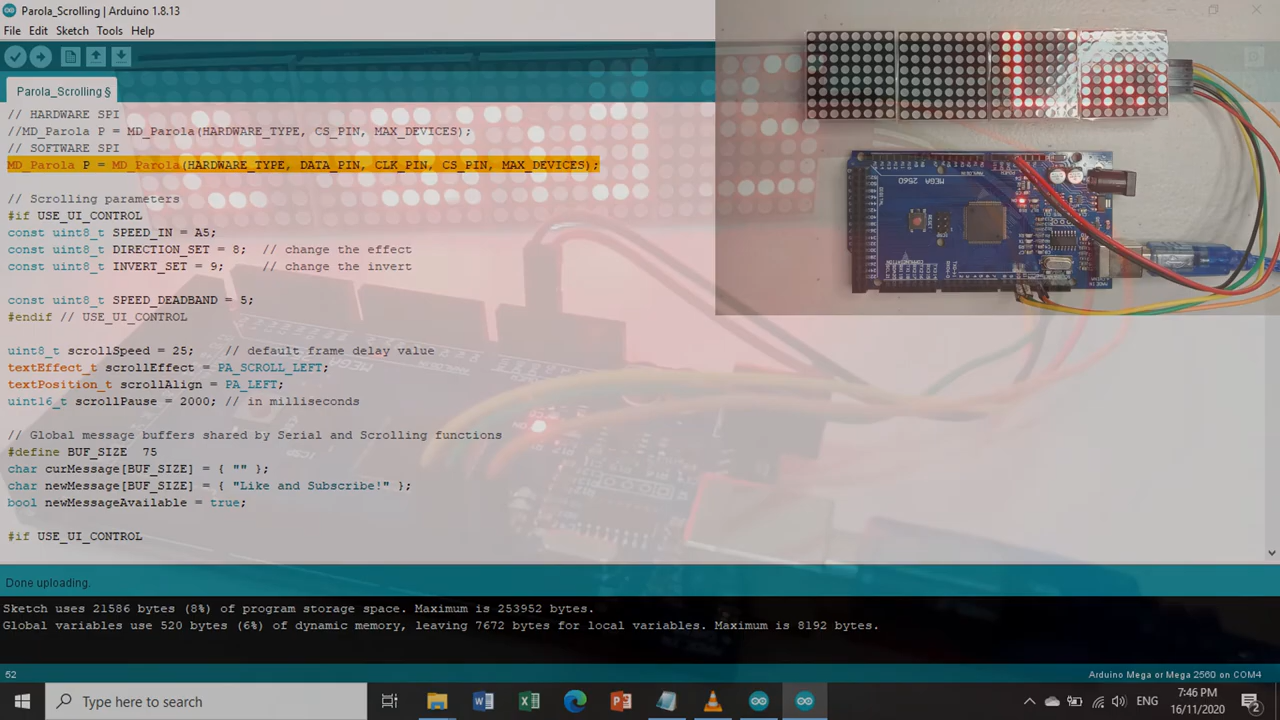 Parola_Scrolling | Arduino 1.8.13
File Edit Sketch Tools Help
Parola_Scrolling §
// HARDWARE SPI
//MD_Parola P = MD_Parola(HARDWARE_TYPE, CS_PIN, MAX_DEVICES);
// SOFTWARE SPI
MD_Parola P = MD_Parola(HARDWARE_TYPE, DATA_PIN, CLK_PIN, CS_PIN, MAX_DEVICES);
// Scrolling parameters
#if USE_UI_CONTROL
const uint8_t SPEED_IN = A5;
const uint8_t DIRECTION_SET = 8;  // change the effect
const uint8_t INVERT_SET = 9;     // change the invert
const uint8_t SPEED_DEADBAND = 5;
#endif // USE_UI_CONTROL
uint8_t scrollSpeed = 25;    // default frame delay value
textEffect_t scrollEffect = PA_SCROLL_LEFT;
textPosition_t scrollAlign = PA_LEFT;
uint16_t scrollPause = 2000; // in milliseconds
// Global message buffers shared by Serial and Scrolling functions
#define BUF_SIZE  75
char curMessage[BUF_SIZE] = { "" };
char newMessage[BUF_SIZE] = { "Like and Subscribe!" };
bool newMessageAvailable = true;
#if USE_UI_CONTROL
MEGA 2560
RESET
Done uploading.
Sketch uses 21586 bytes (8%) of program storage space. Maximum is 253952 bytes.
Global variables use 520 bytes (6%) of dynamic memory, leaving 7672 bytes for local variables. Maximum is 8192 bytes.
52
Arduino Mega or Mega 2560 on COM4
Type here to search
ENG
7:46 PM
16/11/2020
2